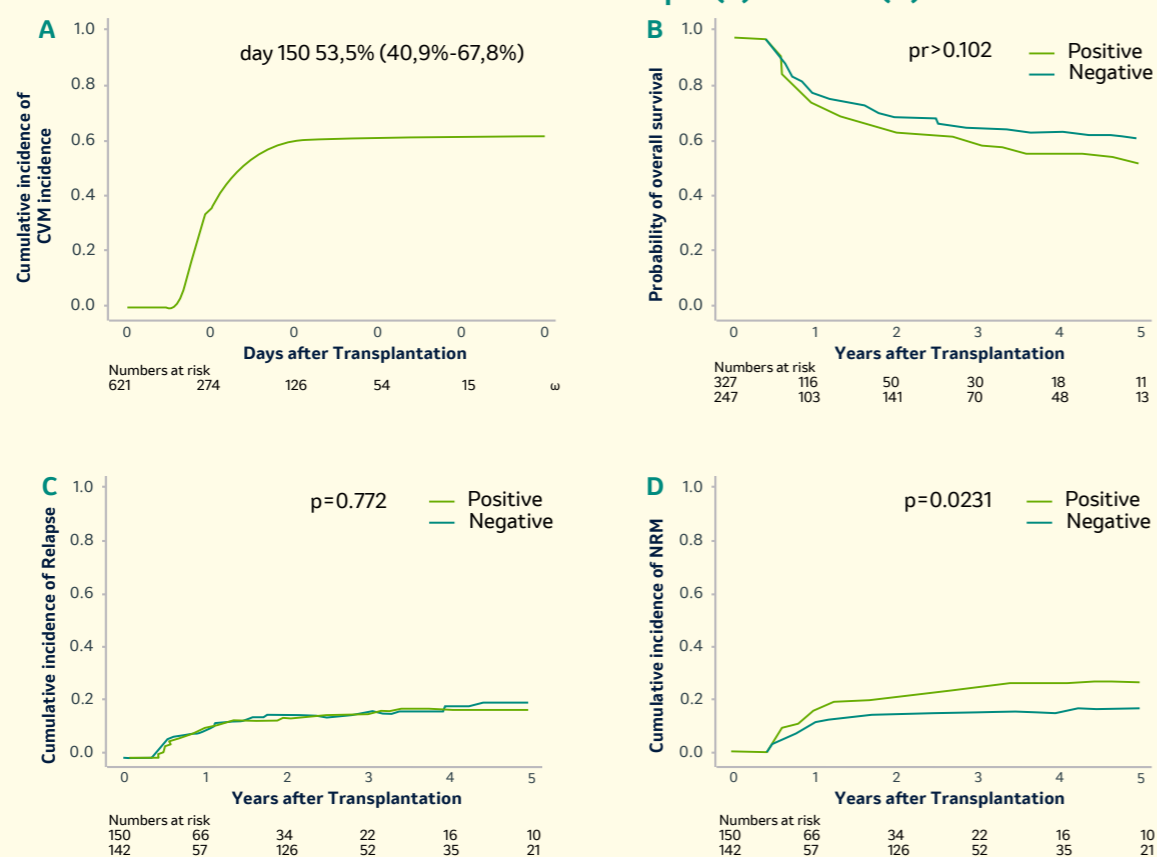 A
1.0
0.8
0.6
0.4
0.2
0.0
Cumulative incidence of
CVM incidence
day 150 53,5% (40,9%-67,8%)
0 0 0 0 0 0
Days after Transplantation
Numbers at risk
621 274 126 54 15 ω
B
1.0
0.8
0.6
0.4
0.2
0.0
Probability of overall survival
pr>0.102
Positive
Negative
0 1 2 3 4 5
Years after Transplantation
Numbers at risk
327 116 50 30 18 11
247 103 141 70 48 13
C
1.0
0.8
0.6
0.4
0.2
0.0
Cumulative incidence of Relapse
p=0.772
Positive
Negative
0 1 2 3 4 5
Years after Transplantation
Numbers at risk
150 66 34 22 16 10
142 57 126 52 35 21
D
1.0
0.8
0.6
0.4
0.2
0.0
Cumulative incidence of NRM
p=0.0231
Positive
Negative
0 1 2 3 4 5
Years after Transplantation
Numbers at risk
150 66 34 22 16 10
142 57 126 52 35 21